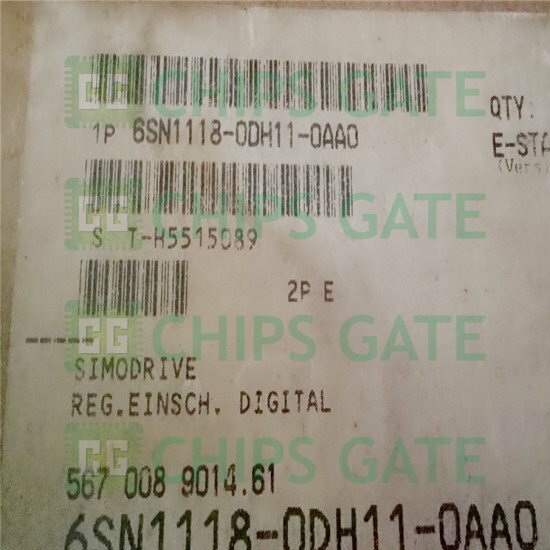 CHIPS GATE
QTY:
1P 6SN1118-0DH11-0AA0
E-STA
(Versi
CHIPS GATE
S T-H5515089
2P E
CHIPS GATE
SIMODRIVE
REG.EINSCH. DIGITAL
CHIPS GATE
567 008 9014.61
6SN1118-0DH11-0AA0